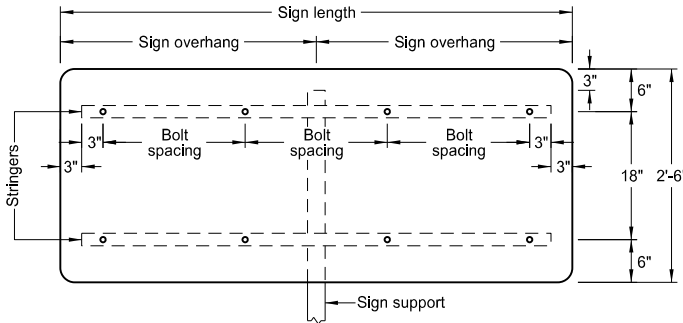 Sign length
Sign overhang
Sign overhang
3"
6"
Stringers
3"
Bolt
spacing
Bolt
spacing
Bolt
spacing
3"
3"
3"
18"
2'-6
6"
Sign support